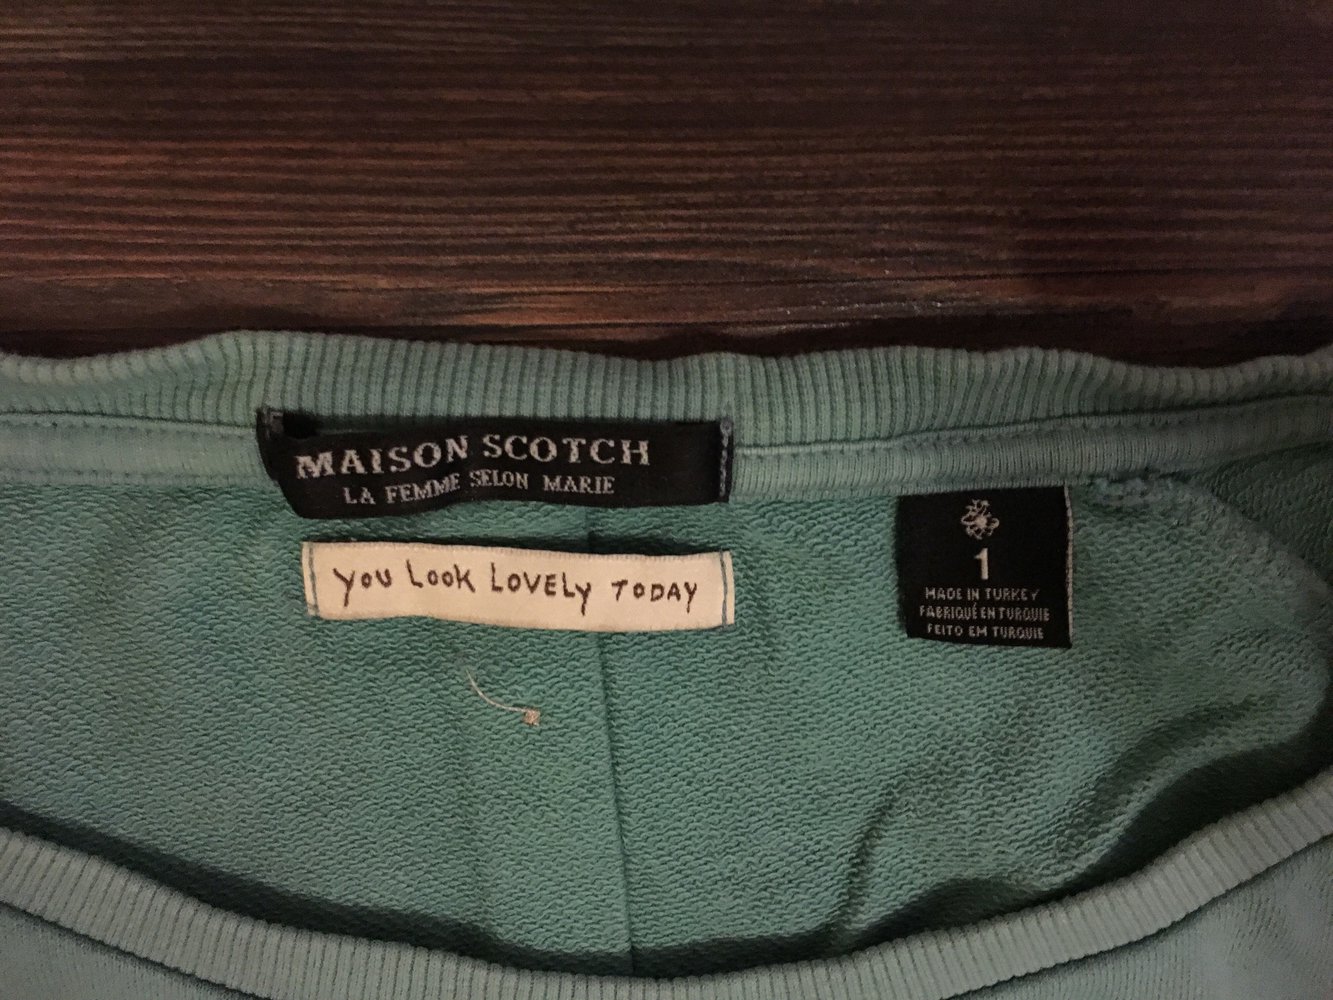 MAISON SCOTCH
LA FEMME SELON MARIE
you Look LOVELy TODAY
1
MADE IN TURKEY
FABRIQUÉ EN TURQUIE
FEITO EM TURQUIE